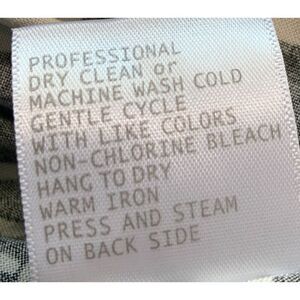 PROFESSIONAL
DRY CLEAN or
MACHINE WASH COLD
GENTLE CYCLE
WITH LIKE COLORS
NON-CHLORINE BLEACH
HANG TO DRY
WARM IRON
PRESS AND STEAM
ON BACK SIDE